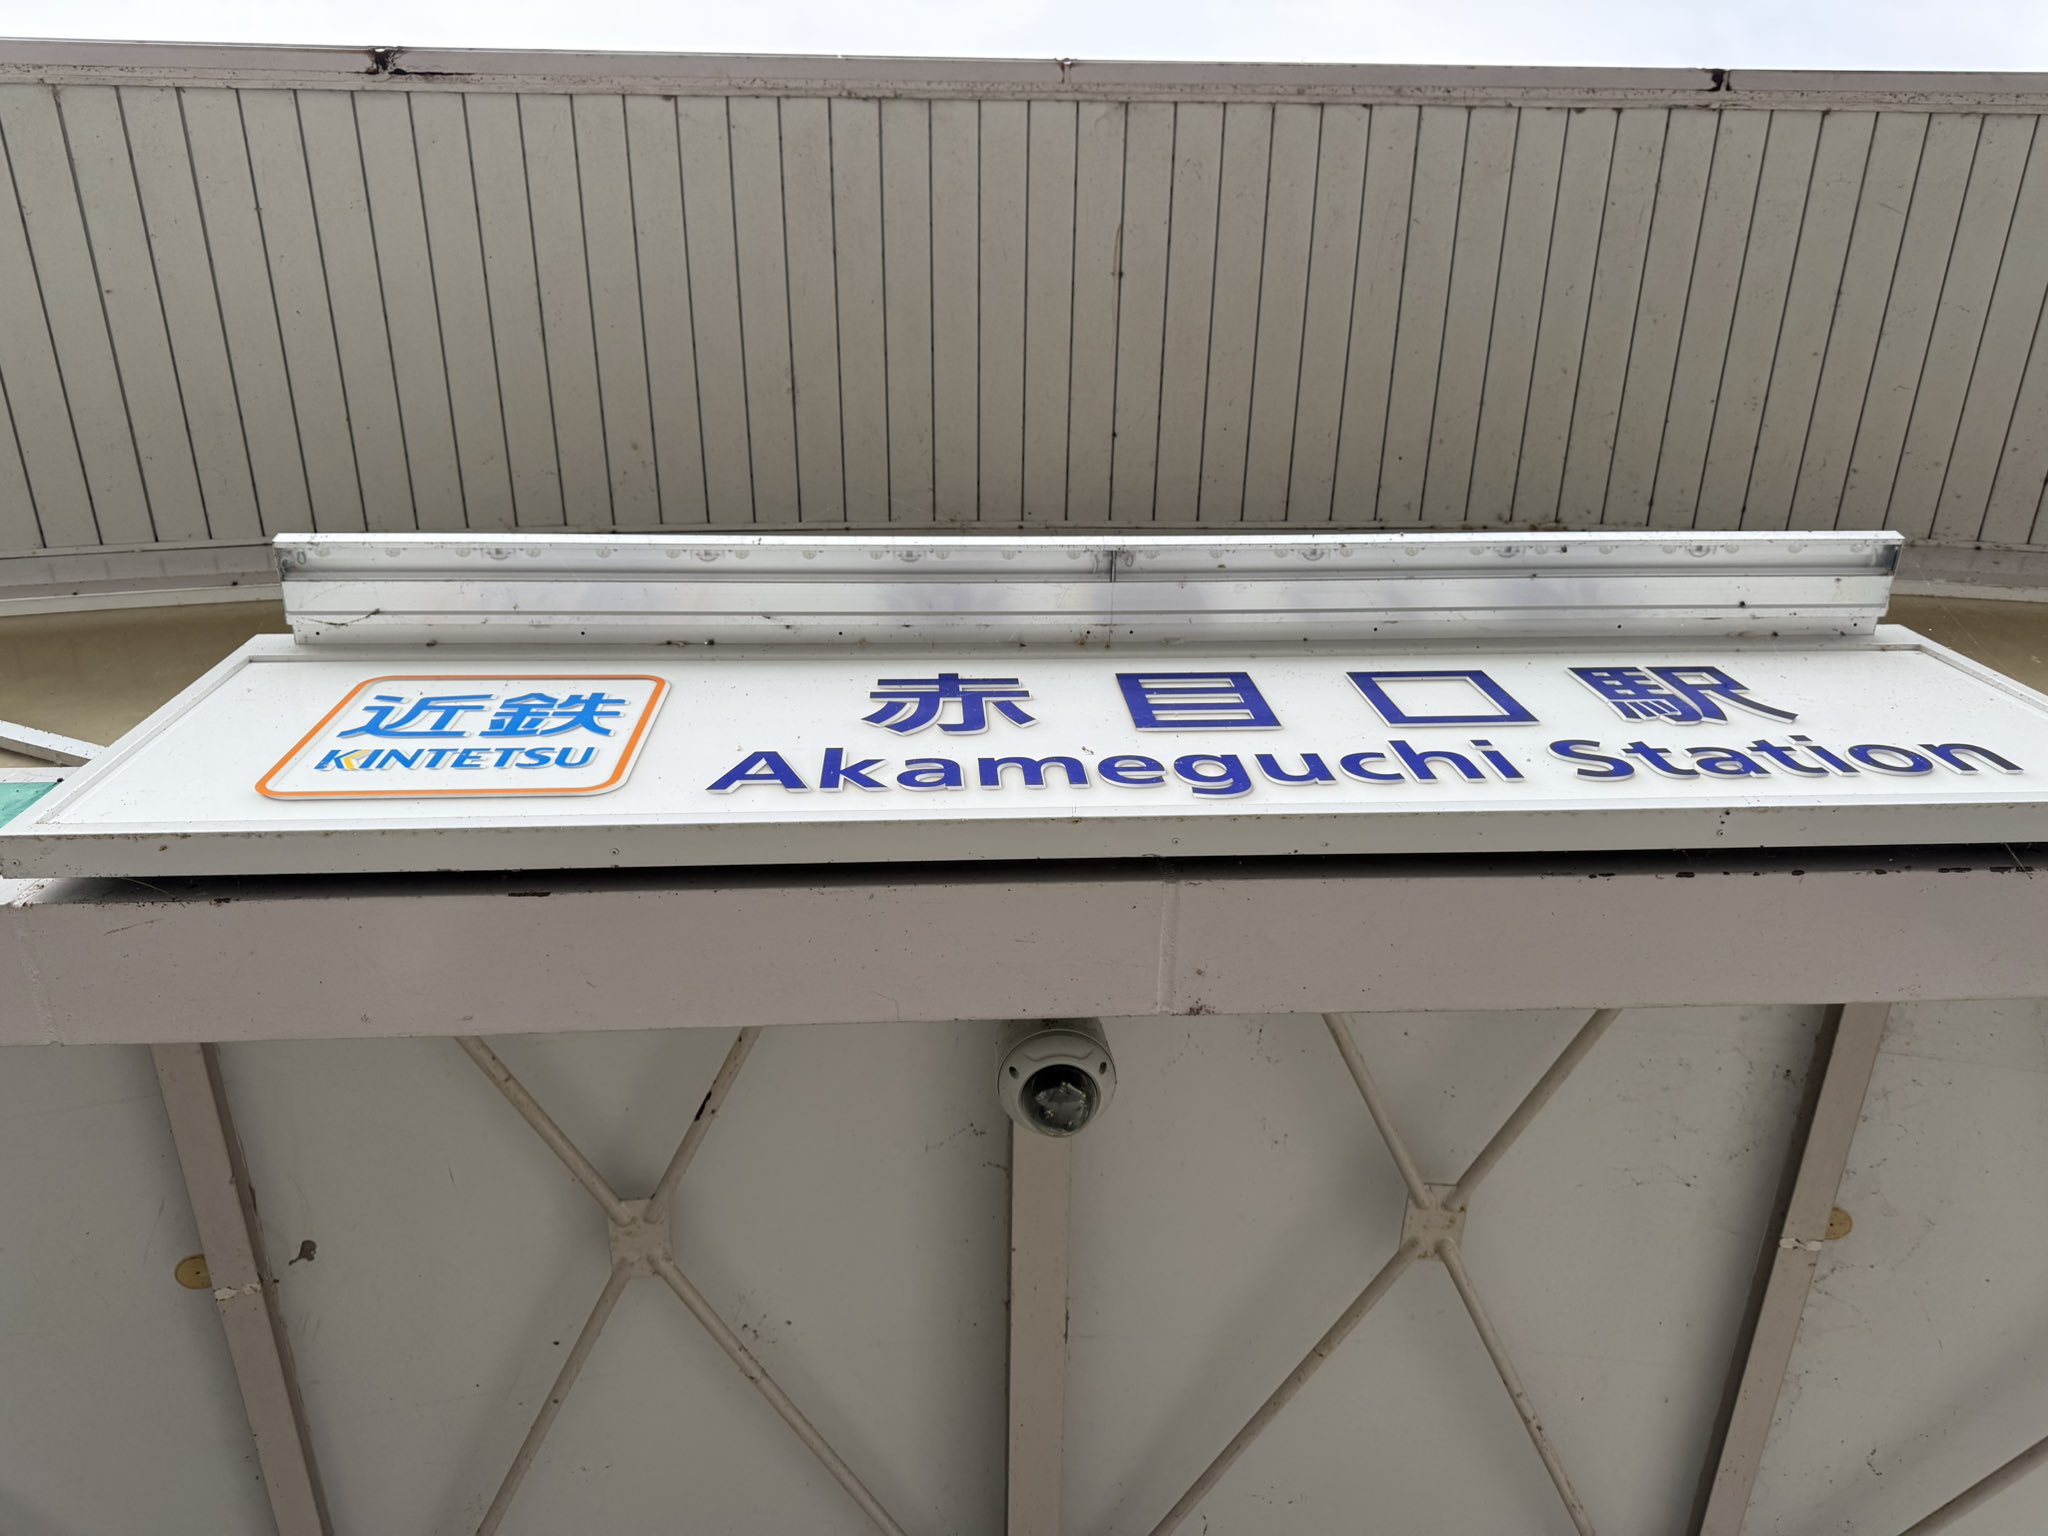 近鉄
KINTETSU
赤目口駅
Akameguchi Station